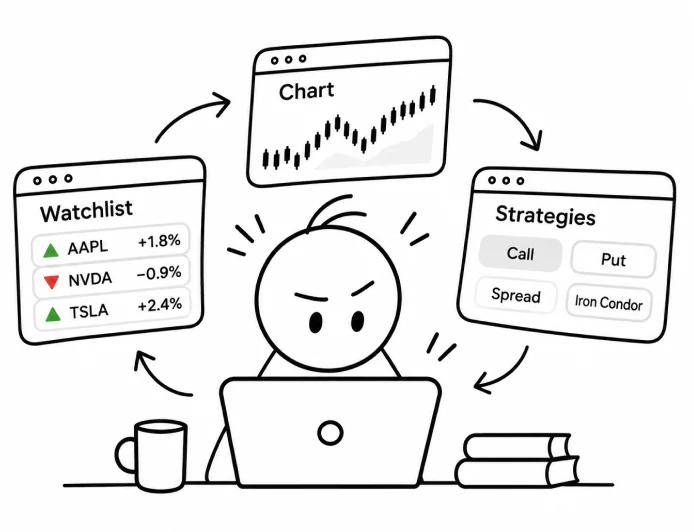 Chart
Watchlist
AAPL +1.8%
NVDA −0.9%
TSLA +2.4%
Strategies
Call Put
Spread Iron Condor